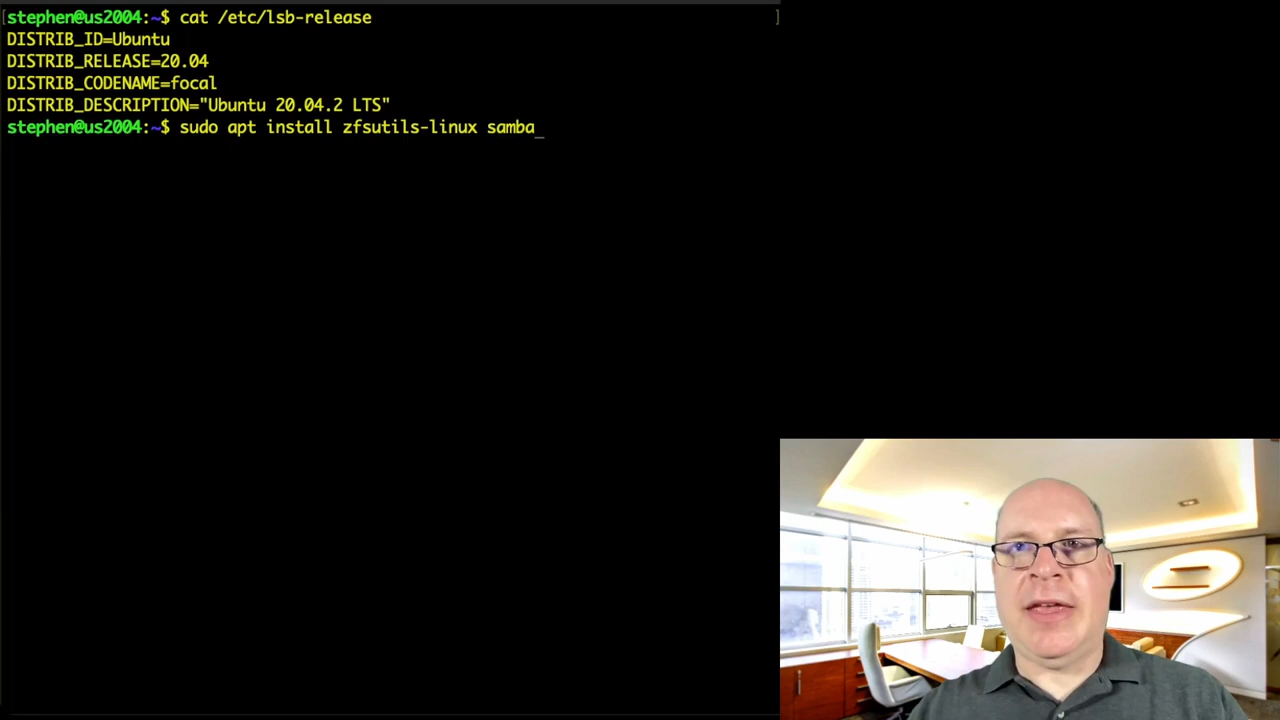 [stephen@us2004:~$ cat /etc/lsb-release ]
DISTRIB_ID=Ubuntu
DISTRIB_RELEASE=20.04
DISTRIB_CODENAME=focal
DISTRIB_DESCRIPTION="Ubuntu 20.04.2 LTS"
stephen@us2004:~$ sudo apt install zfsutils-linux samba_